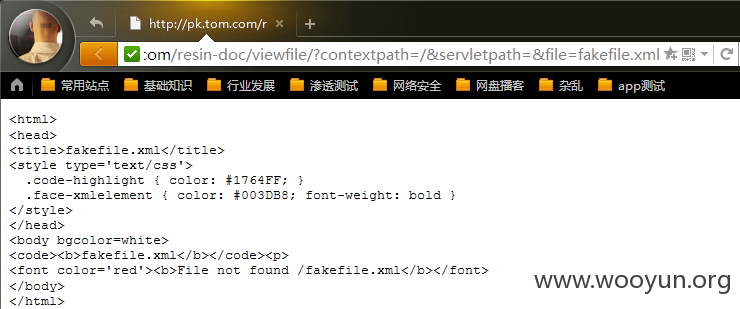 http://pk.tom.com/r
:om/resin-doc/viewfile/?contextpath=/&servletpath=&file=fakefile.xml
常用站点 基础知识 行业发展 渗透测试 网络安全 网盘播客 杂乱 app测试
<html>
<head>
<title>fakefile.xml</title>
<style type='text/css'>
.code-highlight { color: #1764FF; }
.face-xmlelement { color: #003DB8; font-weight: bold }
</style>
</head>
<body bgcolor=white>
<code><b>fakefile.xml</b></code><p>
<font color='red'><b>File not found /fakefile.xml</b></font>
</body>
</html>
www.wooyun.org